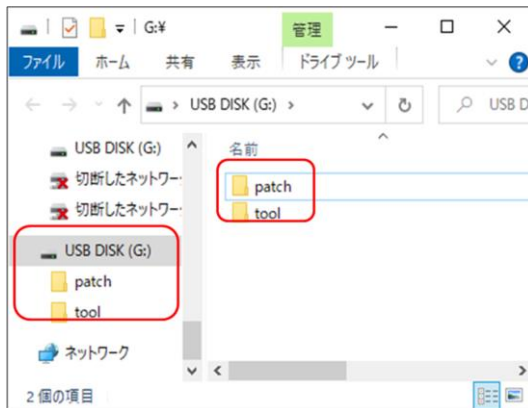 G:¥
管理
ファイル ホーム 共有 表示 ドライブ ツール
USB DISK (G:)
USB D
USB DISK (G:)
切断したネットワー
切断したネットワー
USB DISK (G:)
patch
tool
ネットワーク
名前
patch
tool
2 個の項目